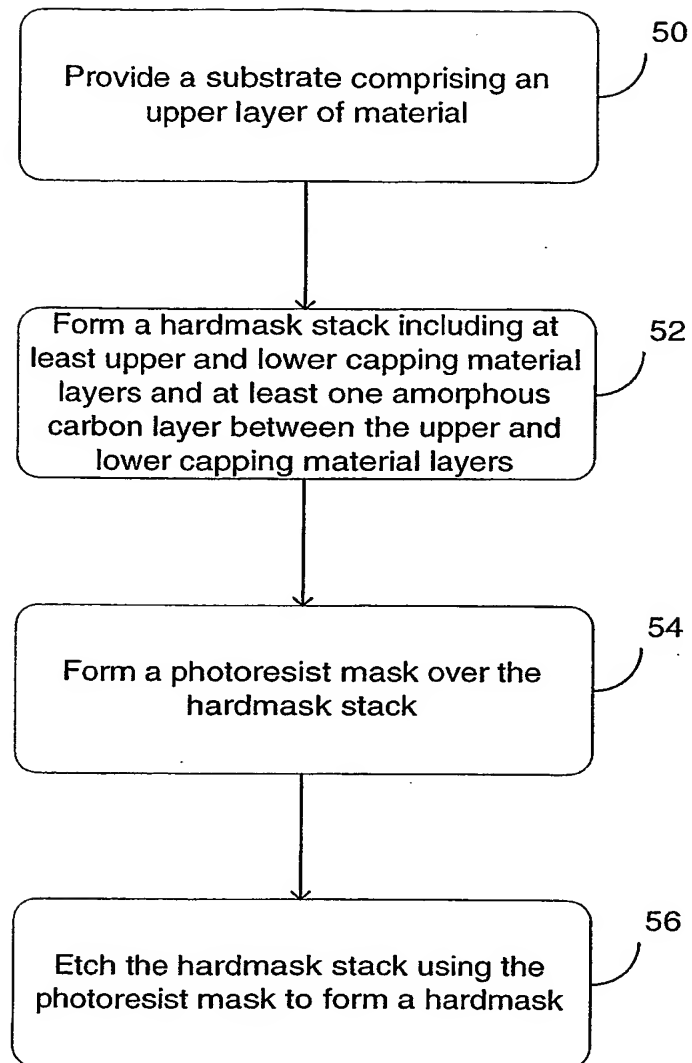 50
Provide a substrate comprising an
upper layer of material
52
Form a hardmask stack including at
least upper and lower capping material
layers and at least one amorphous
carbon layer between the upper and
lower capping material layers
54
Form a photoresist mask over the
hardmask stack
56
Etch the hardmask stack using the
photoresist mask to form a hardmask